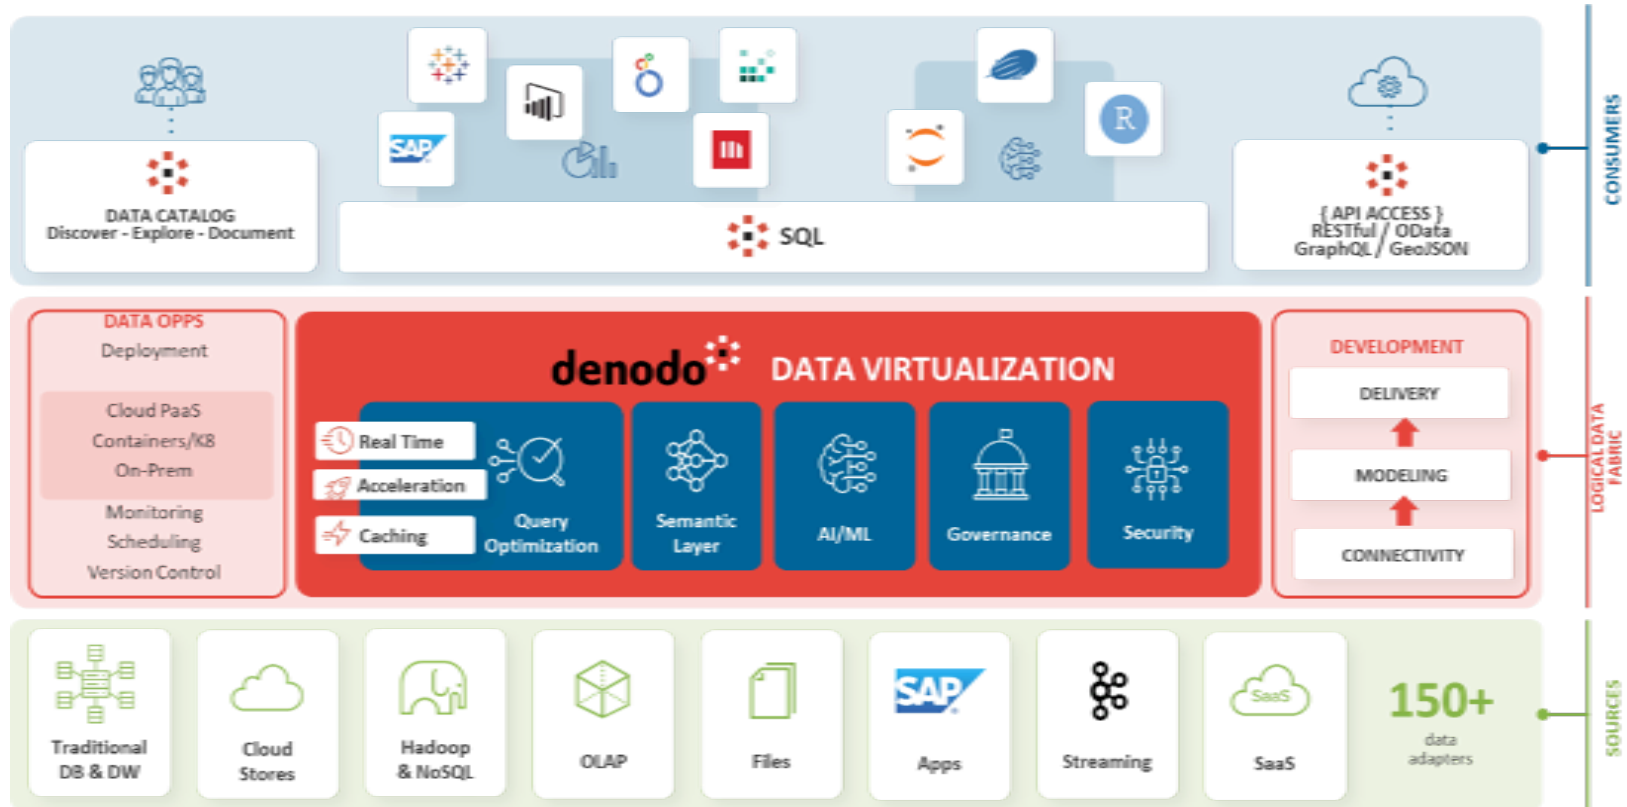 SAP
R
DATA CATALOG
Discover - Explore - Document
SQL
{ API ACCESS }
RESTful / OData
GraphQL / GeoJSON
CONSUMERS
DATA OPPS
Deployment
Cloud PaaS
Containers/K8
On-Prem
Monitoring
Scheduling
Version Control
denodo DATA VIRTUALIZATION
Real Time
Acceleration
Caching
Query
Optimization
Semantic
Layer
AI/ML
Governance
Security
DEVELOPMENT
DELIVERY
MODELING
CONNECTIVITY
LOGICAL DATA
FABRIC
Traditional
DB & DW
Cloud
Stores
Hadoop
& NoSQL
OLAP
Files
SAP
Apps
Streaming
SaaS
SaaS
150+
data
adapters
SOURCES